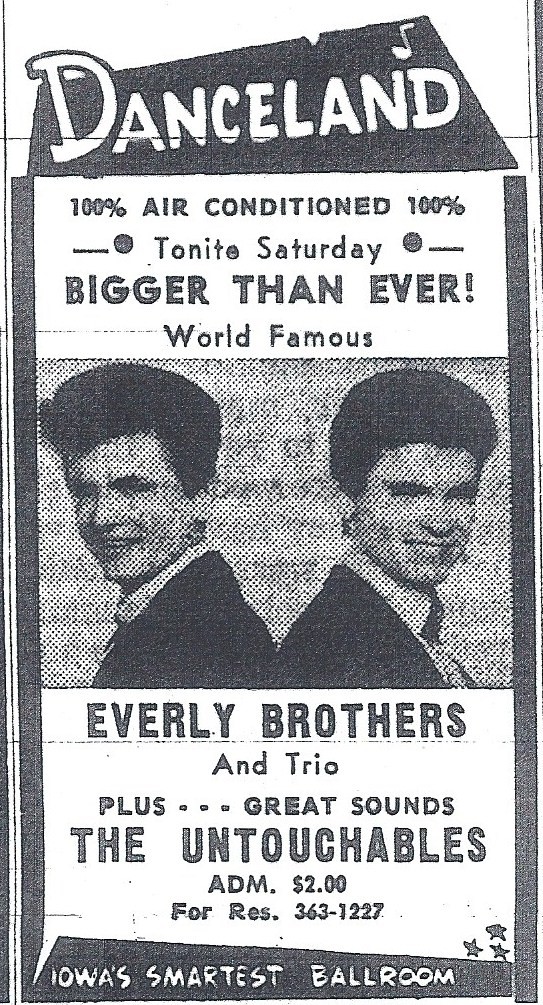 DANCELAND
100% AIR CONDITIONED 100%
—● Tonite Saturday ●—
BIGGER THAN EVER!
World Famous
EVERLY BROTHERS
And Trio
PLUS - - - GREAT SOUNDS
THE UNTOUCHABLES
ADM. $2.00
For Res. 363-1227
IOWA'S SMARTEST BALLROOM